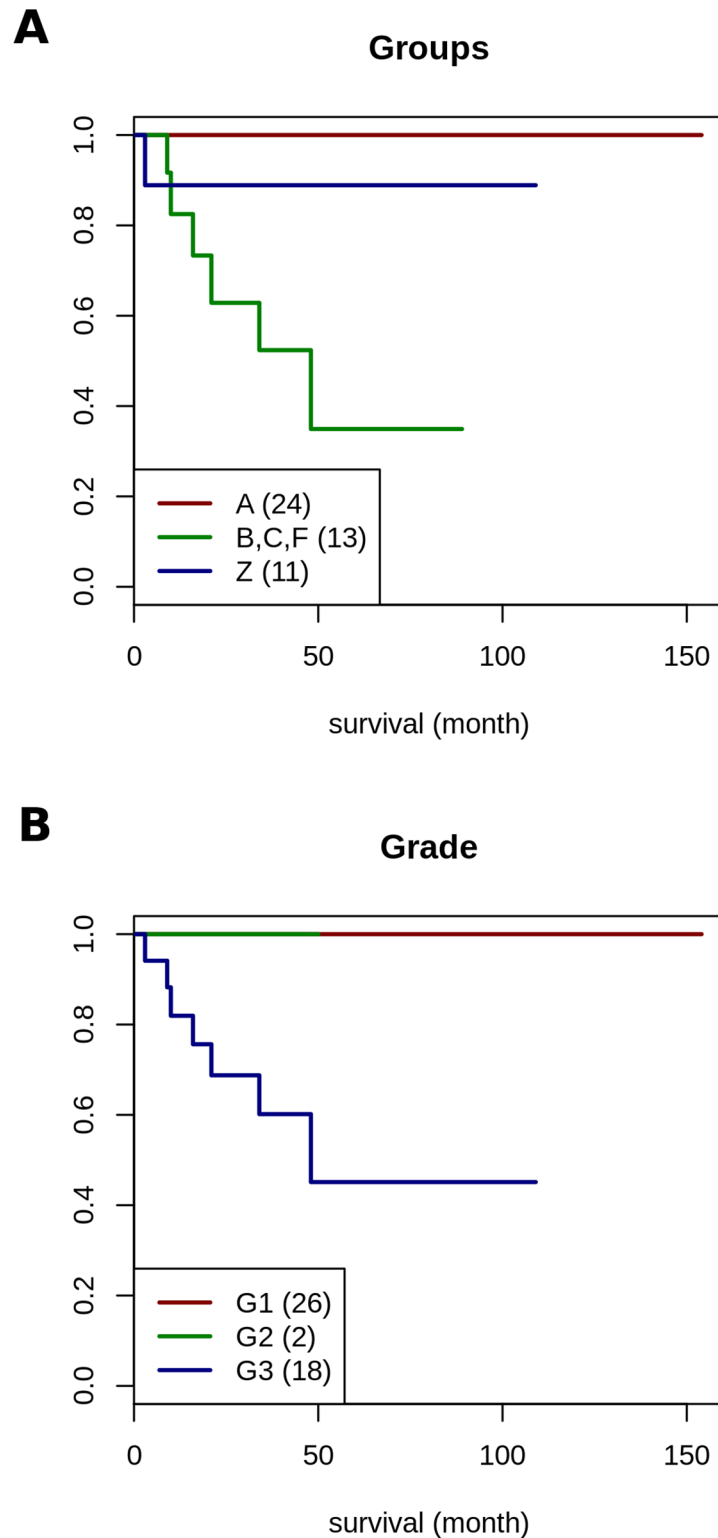 A
Groups
1.0
0.8
0.6
0.4
0.2
0.0
A (24)
B,C,F (13)
Z (11)
0 50 100 150
survival (month)
B
Grade
1.0
0.8
0.6
0.4
0.2
0.0
G1 (26)
G2 (2)
G3 (18)
0 50 100 150
survival (month)